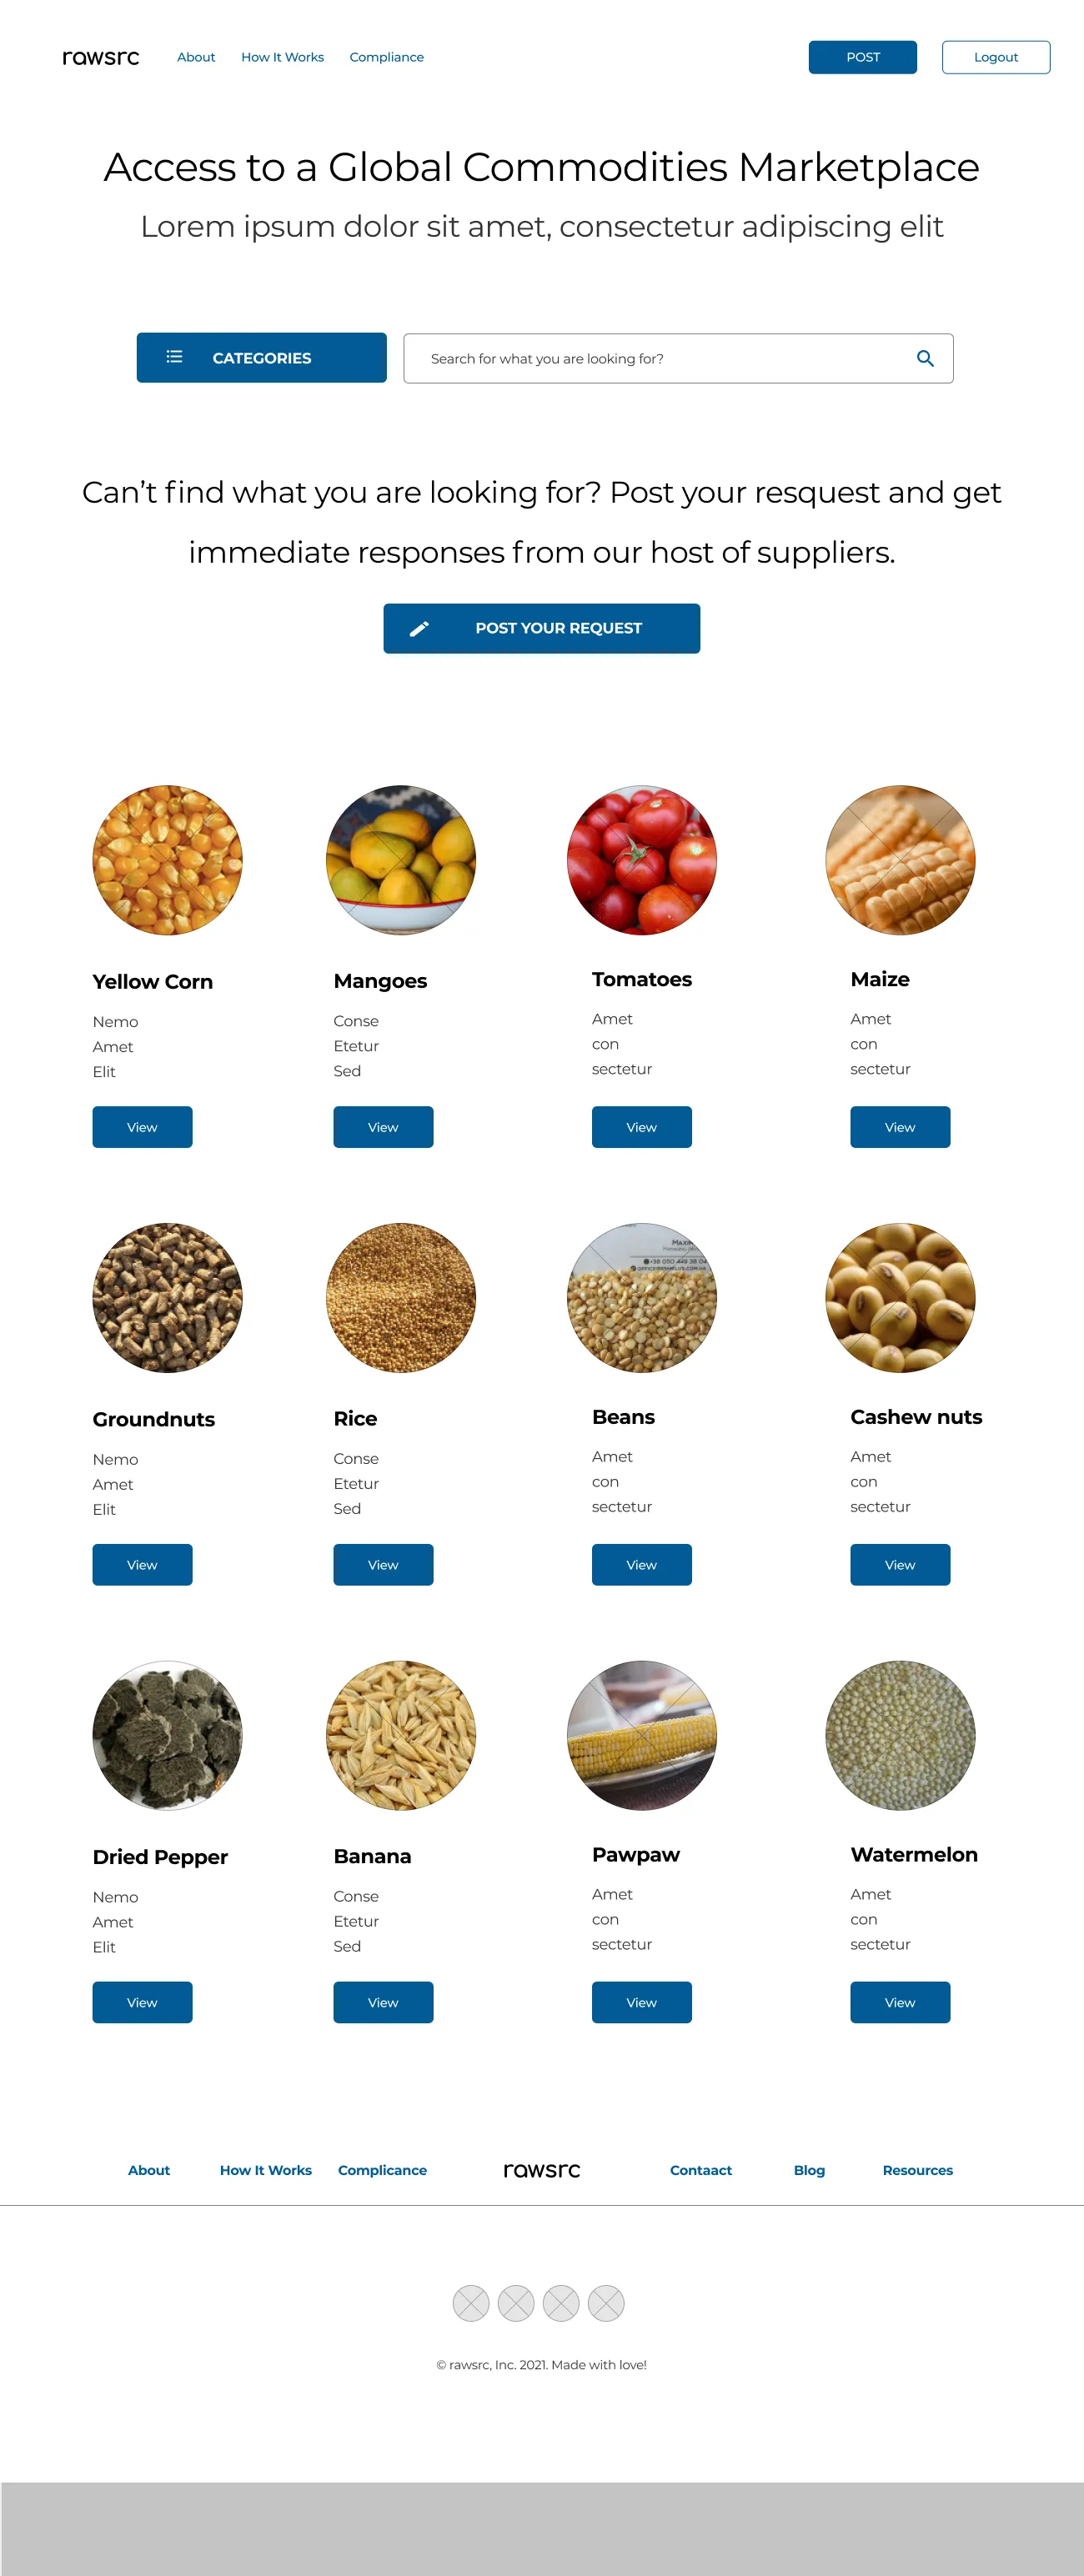 rawsrc About How It Works Compliance POST Logout
Access to a Global Commodities Marketplace
Lorem ipsum dolor sit amet, consectetur adipiscing elit
CATEGORIES Search for what you are looking for?
Can’t find what you are looking for? Post your resquest and get
immediate responses from our host of suppliers.
POST YOUR REQUEST
Yellow Corn
Nemo
Amet
Elit
View
Mangoes
Conse
Etetur
Sed
View
Tomatoes
Amet
con
sectetur
View
Maize
Amet
con
sectetur
View
Groundnuts
Nemo
Amet
Elit
View
Rice
Conse
Etetur
Sed
View
Beans
Amet
con
sectetur
View
Cashew nuts
Amet
con
sectetur
View
Dried Pepper
Nemo
Amet
Elit
View
Banana
Conse
Etetur
Sed
View
Pawpaw
Amet
con
sectetur
View
Watermelon
Amet
con
sectetur
View
About How It Works Complicance rawsrc Contaact Blog Resources
© rawsrc, Inc. 2021. Made with love!